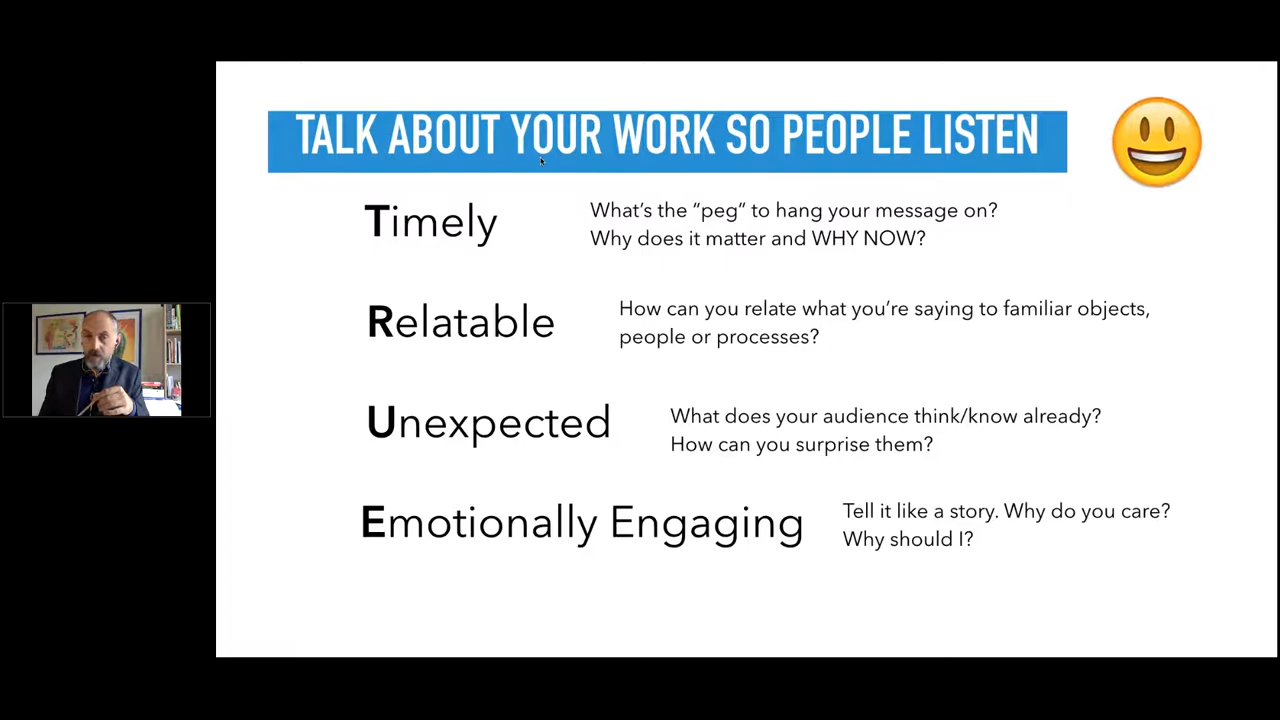 TALK ABOUT YOUR WORK SO PEOPLE LISTEN
Timely
What's the “peg” to hang your message on?
Why does it matter and WHY NOW?
Relatable
How can you relate what you're saying to familiar objects,
people or processes?
Unexpected
What does your audience think/know already?
How can you surprise them?
Emotionally Engaging
Tell it like a story. Why do you care?
Why should I?